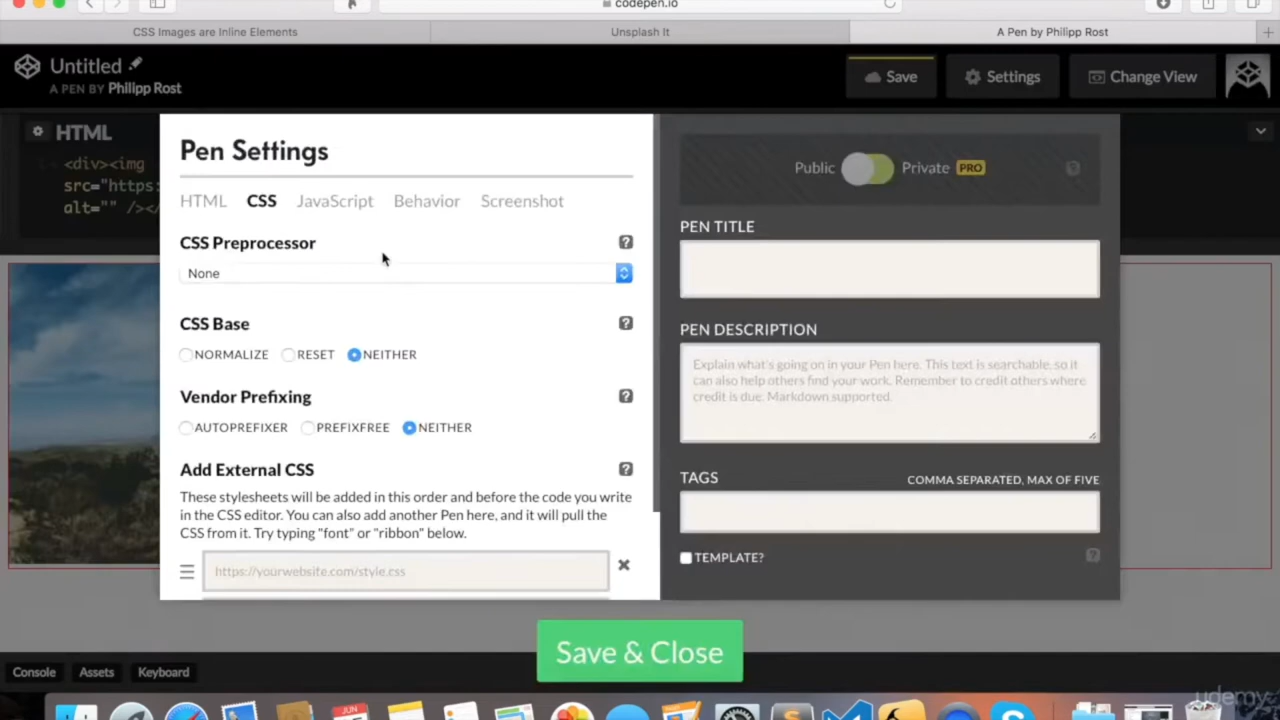 codepen.io
CSS Images are Inline Elements
Unsplash It
A Pen by Philipp Rost
Untitled
A PEN BY Philipp Rost
Save
Settings
Change View
HTML
<div><img
src="https:
alt="" /></
Pen Settings
HTML CSS JavaScript Behavior Screenshot
CSS Preprocessor
?
None
CSS Base
?
NORMALIZE RESET NEITHER
Vendor Prefixing
?
AUTOPREFIXER PREFIXFREE NEITHER
Add External CSS
?
These stylesheets will be added in this order and before the code you write
in the CSS editor. You can also add another Pen here, and it will pull the
CSS from it. Try typing "font" or "ribbon" below.
https://yourwebsite.com/style.css
Public Private PRO
?
PEN TITLE
PEN DESCRIPTION
Explain what's going on in your Pen here. This text is searchable, so it
can also help others find your work. Remember to credit others where
credit is due. Markdown supported.
TAGS
COMMA SEPARATED, MAX OF FIVE
TEMPLATE?
?
Save & Close
Console Assets Keyboard
JUN
udemy